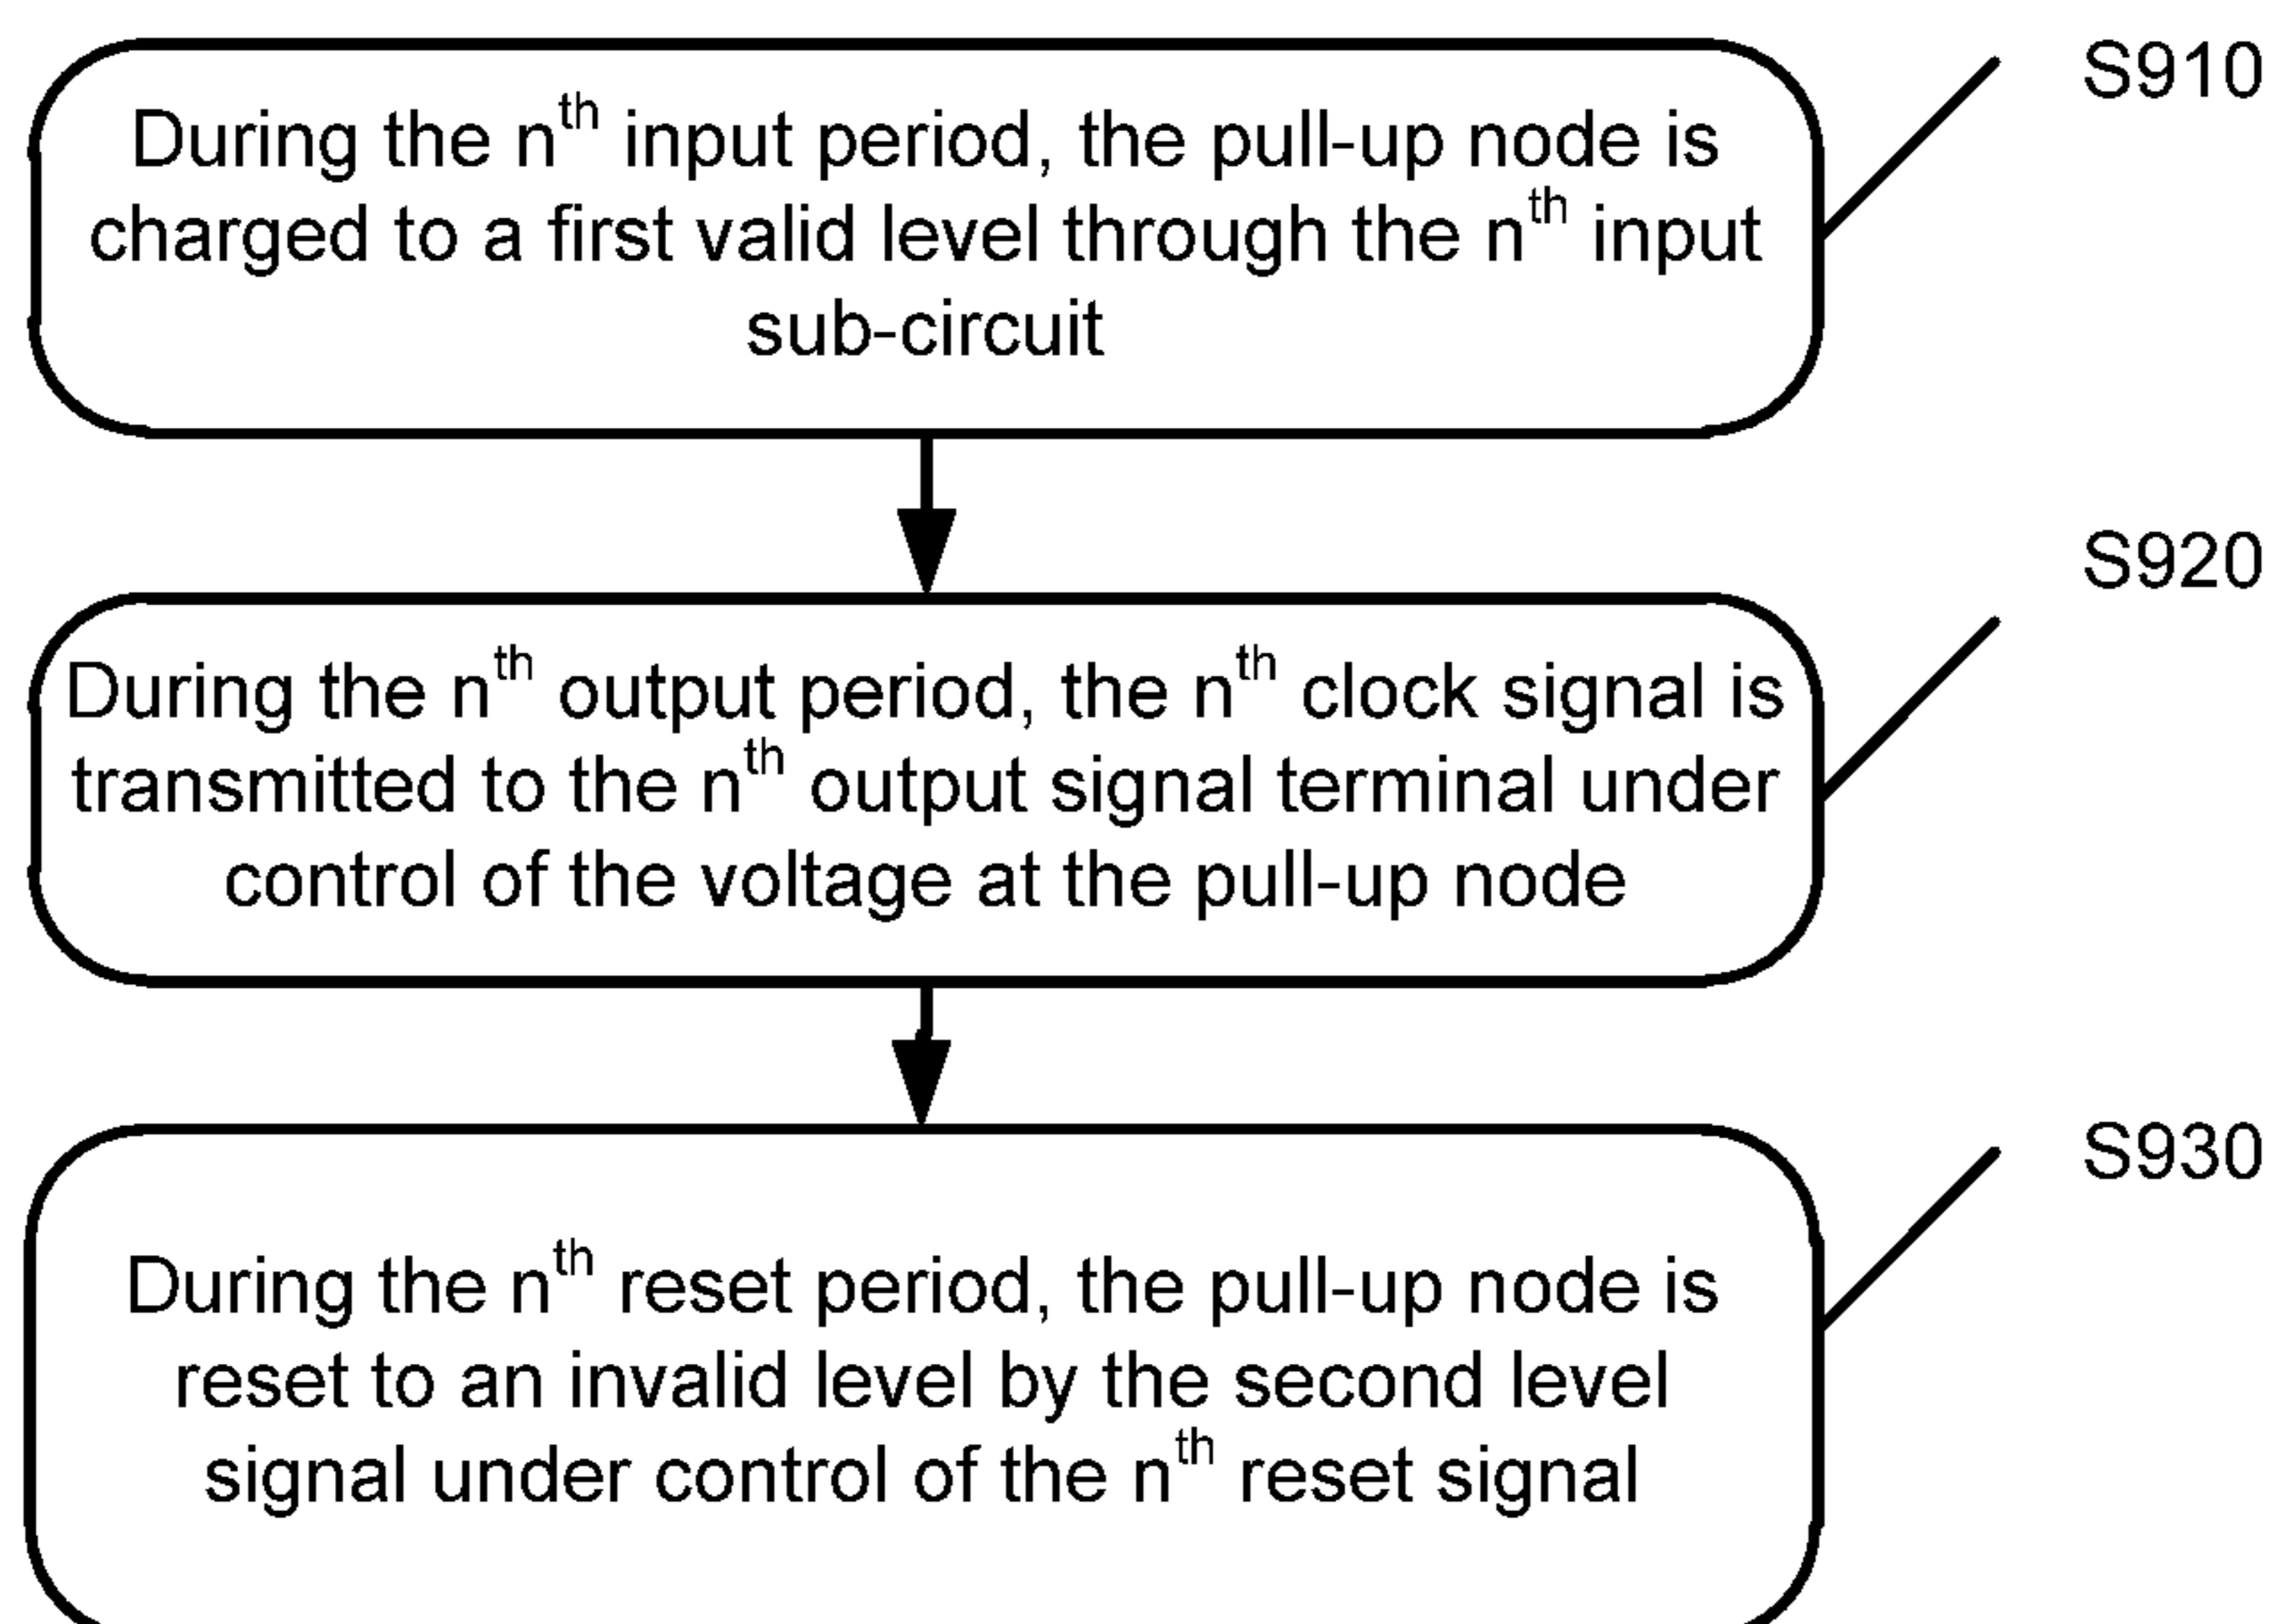 S910
During the nth input period, the pull-up node is
charged to a first valid level through the nth input
sub-circuit
S920
During the nth output period, the nth clock signal is
transmitted to the nth output signal terminal under
control of the voltage at the pull-up node
S930
During the nth reset period, the pull-up node is
reset to an invalid level by the second level
signal under control of the nth reset signal